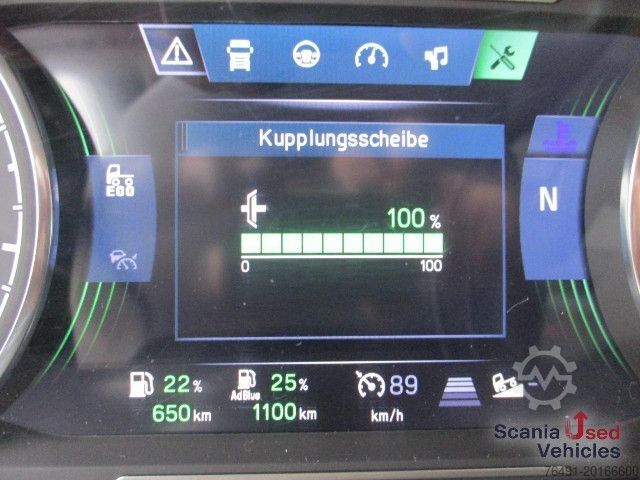 Kupplungsscheibe
ECO
N
100 %
0 100
22 % AdBlue 25 % 89
650 km 1100 km km/h
Scania Used
Vehicles
76491-20166600